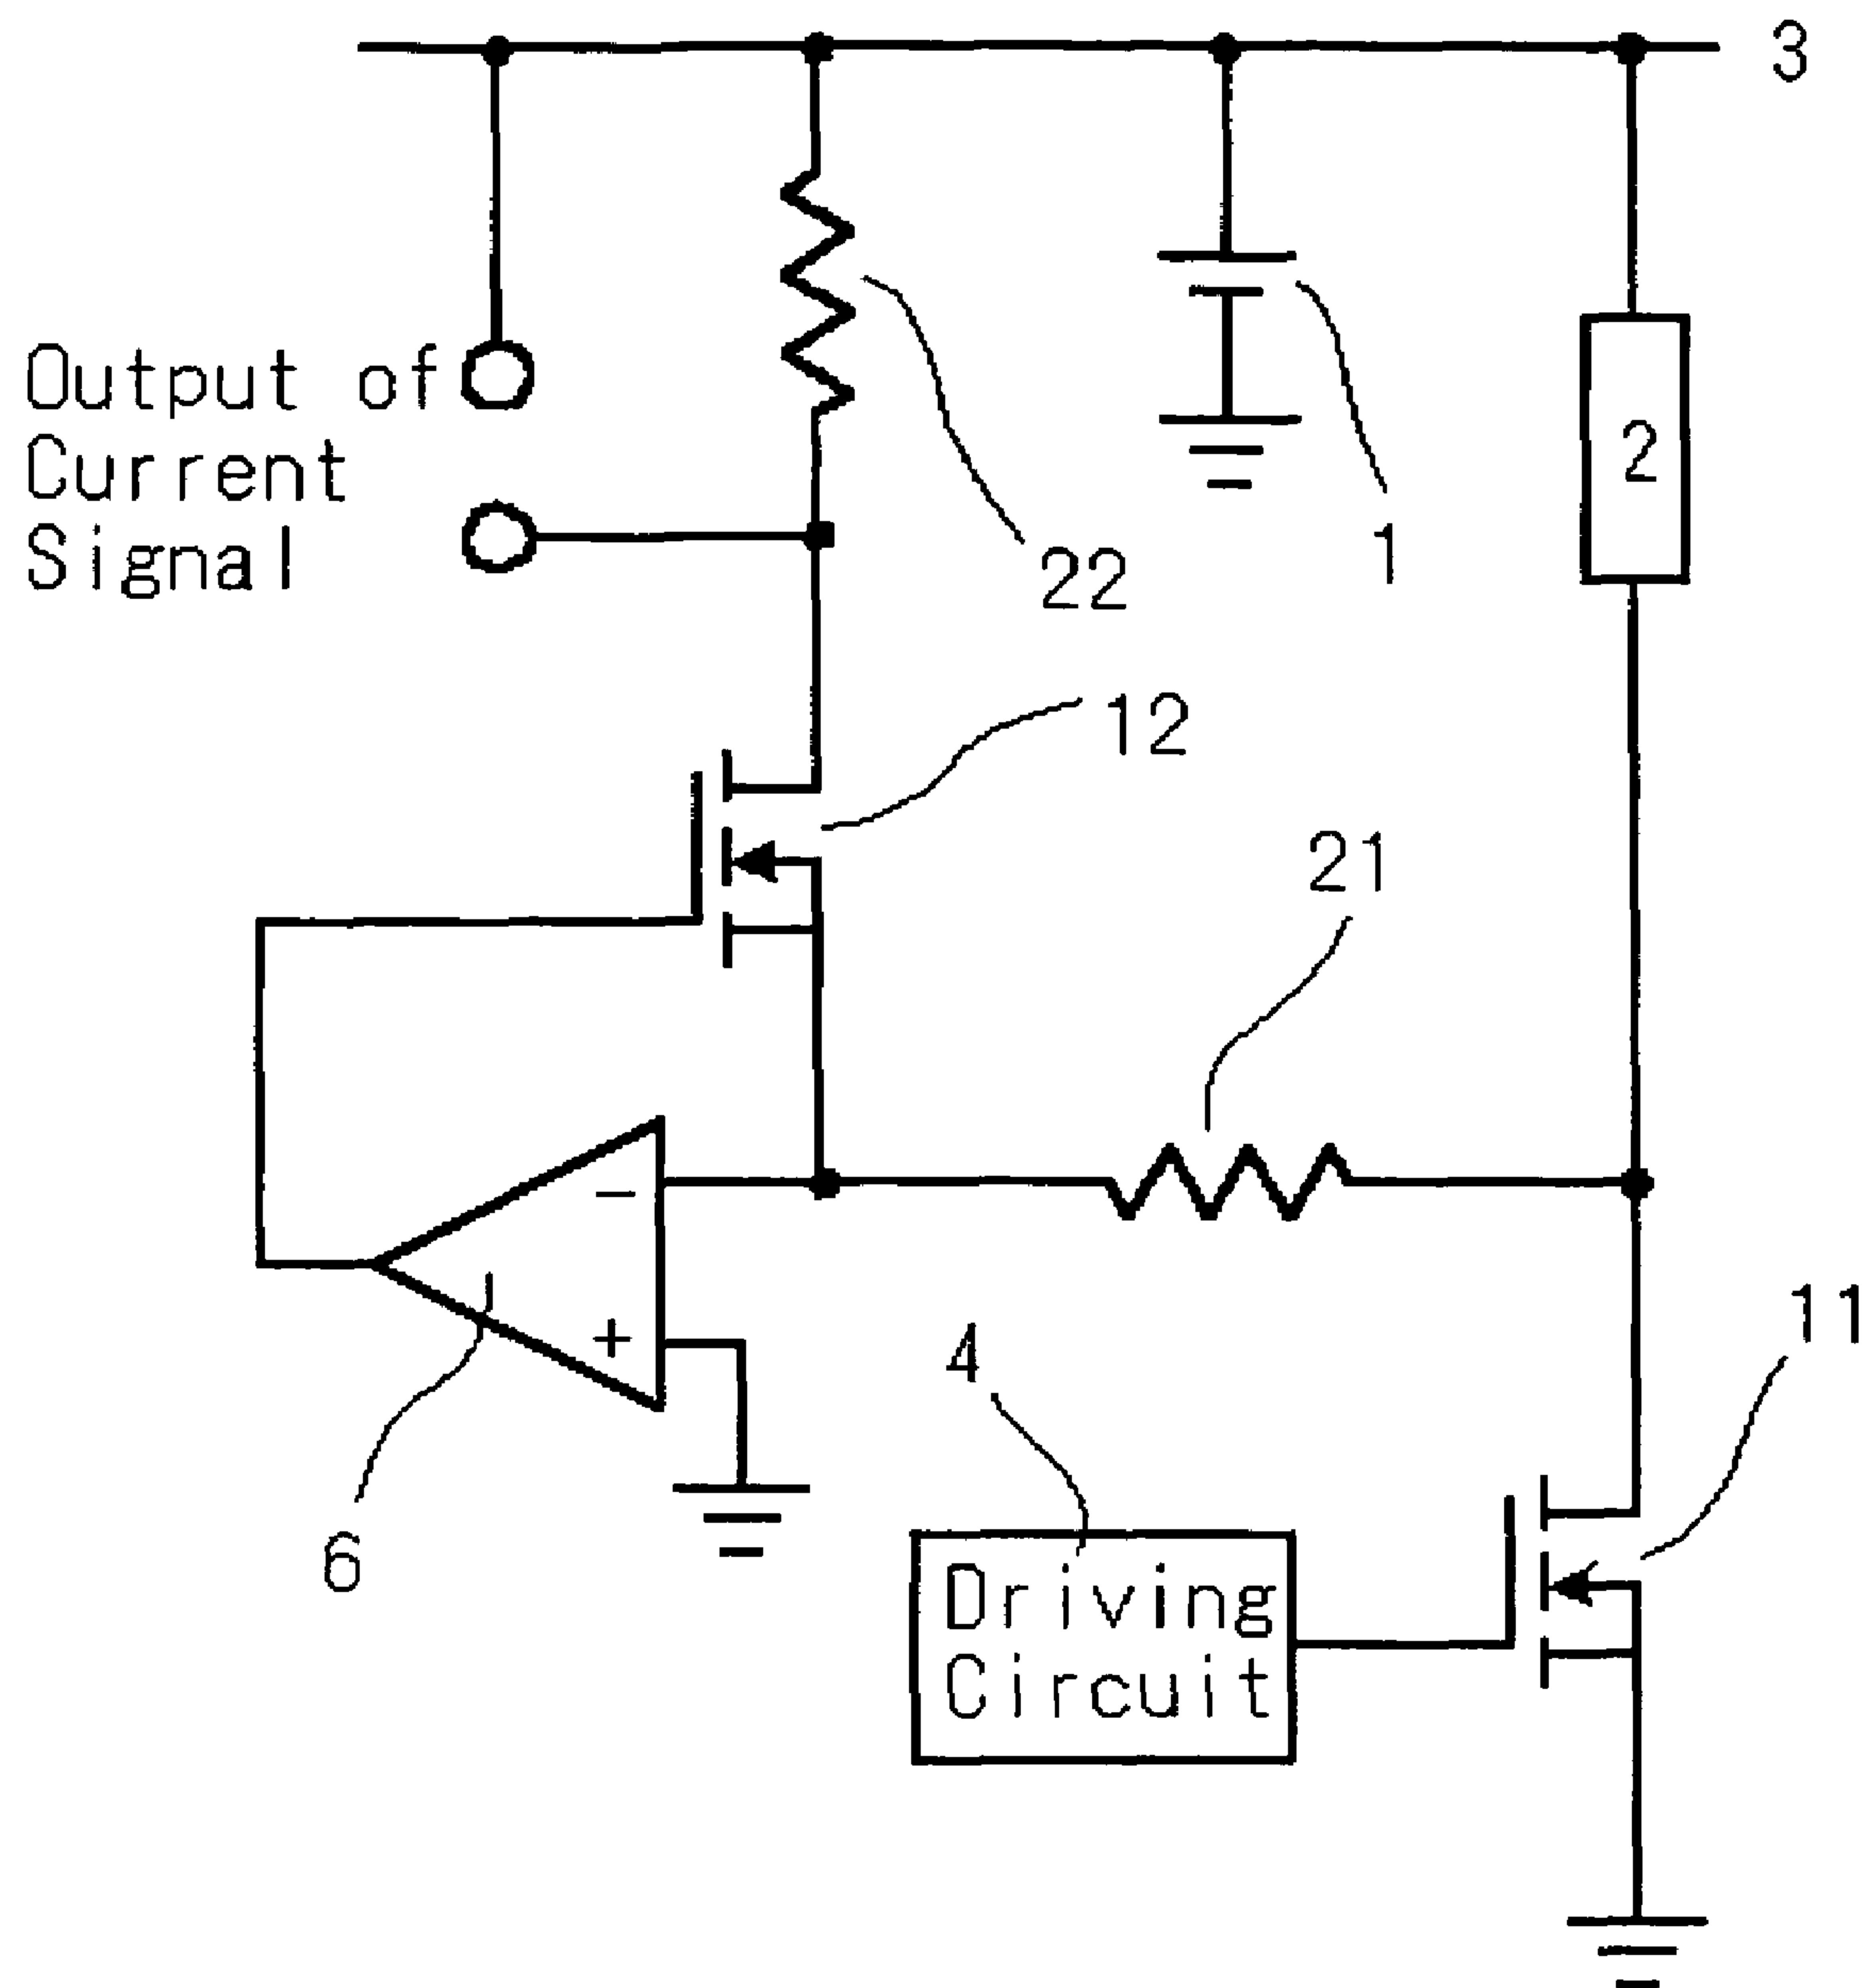 3
Output of
Current
Signal
2
22
1
12
21
-
+
6
4
11
Driving
Circuit